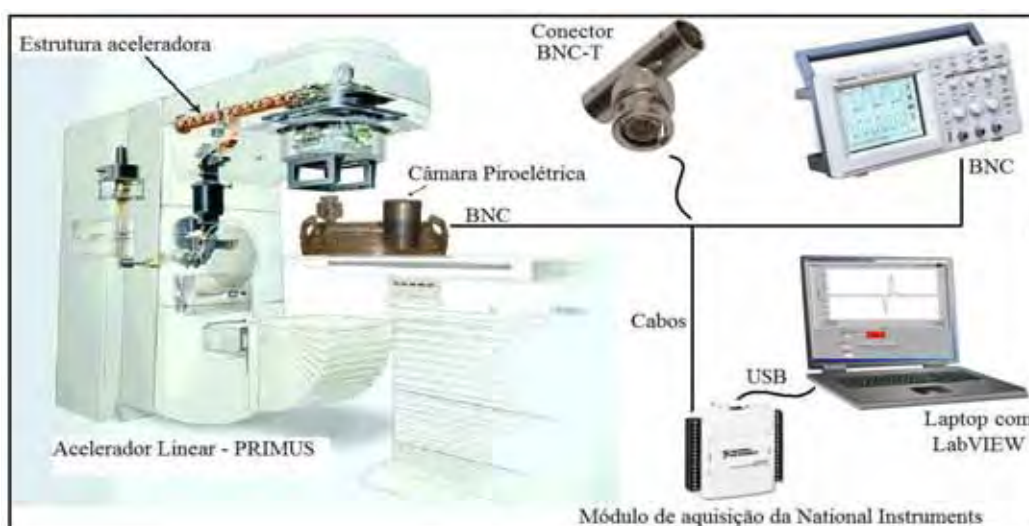 Estrutura aceleradora
Conector
BNC-T
Câmara Piroelétrica
BNC
BNC
Cabos
USB
Laptop com
LabVIEW
Acelerador Linear - PRIMUS
Módulo de aquisição da National Instruments